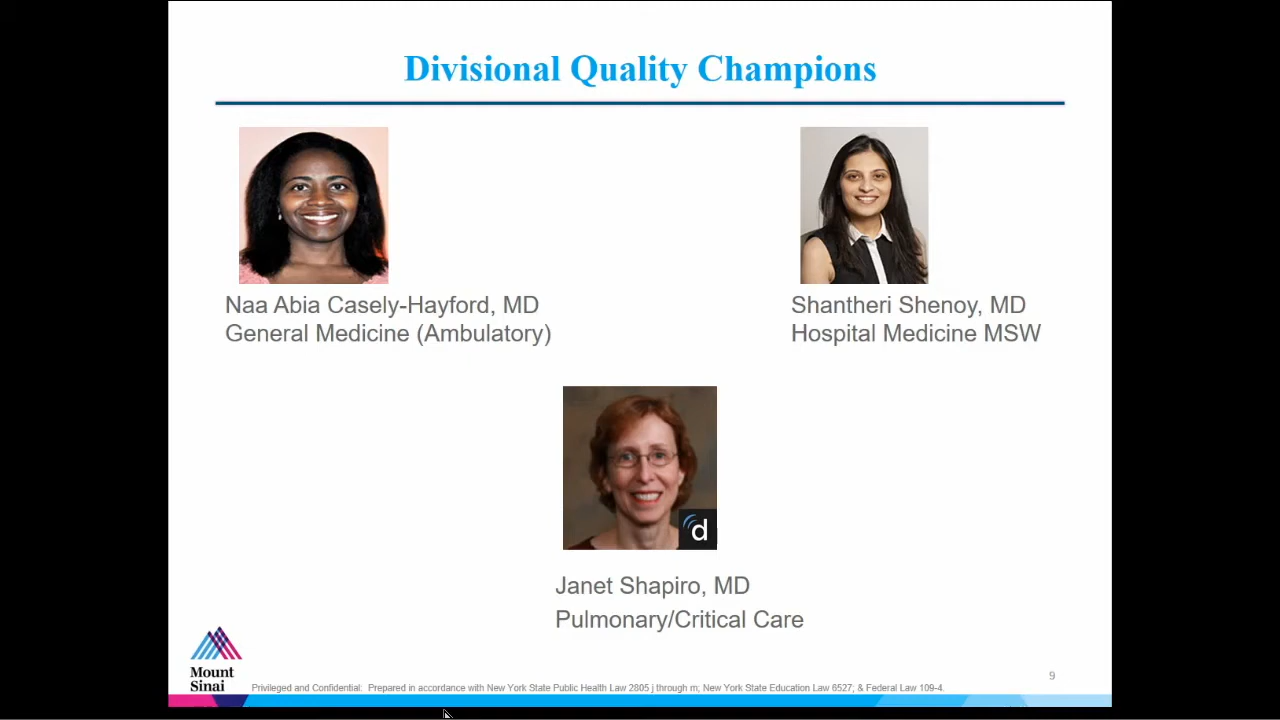 Divisional Quality Champions
Naa Abia Casely-Hayford, MD
General Medicine (Ambulatory)
Shantheri Shenoy, MD
Hospital Medicine MSW
d
Janet Shapiro, MD
Pulmonary/Critical Care
Mount
Sinai
Privileged and Confidential: Prepared in accordance with New York State Public Health Law 2805 j through m; New York State Education Law 6527; & Federal Law 109-4.
9